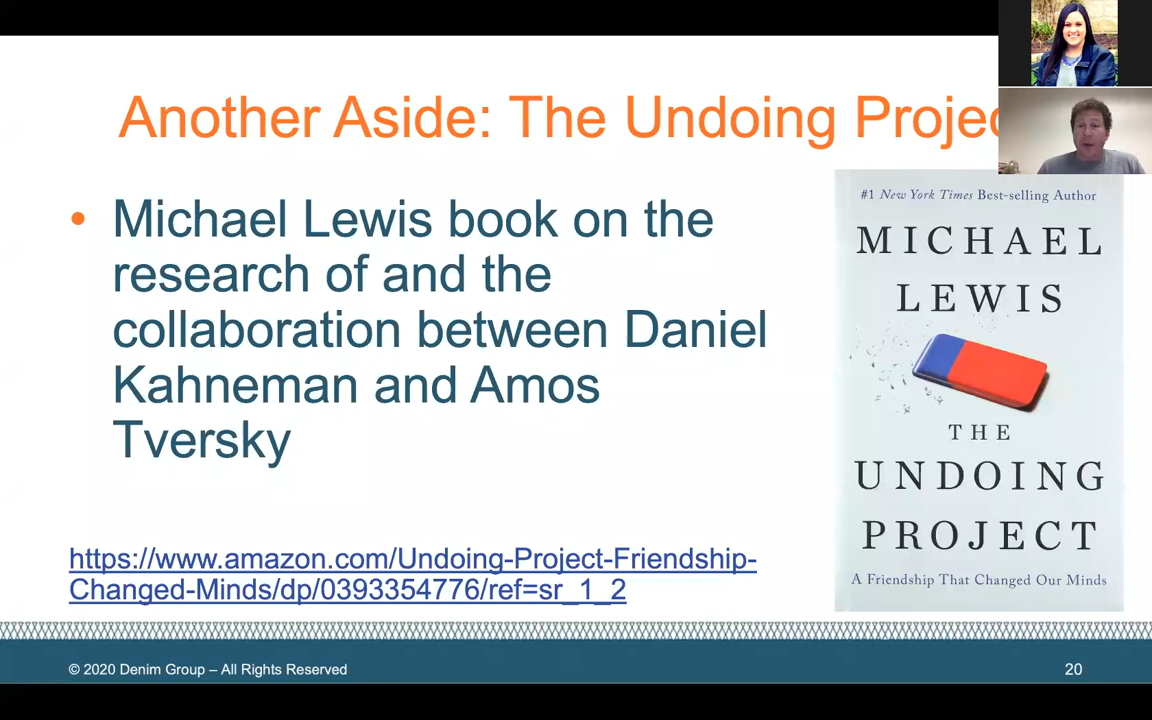 Another Aside: The Undoing Projec
• Michael Lewis book on the
research of and the
collaboration between Daniel
Kahneman and Amos
Tversky
https://www.amazon.com/Undoing-Project-Friendship-
Changed-Minds/dp/0393354776/ref=sr_1_2
#1 New York Times Best-selling Author
MICHAEL
LEWIS
THE
UNDOING
PROJECT
A Friendship That Changed Our Minds
© 2020 Denim Group – All Rights Reserved
20